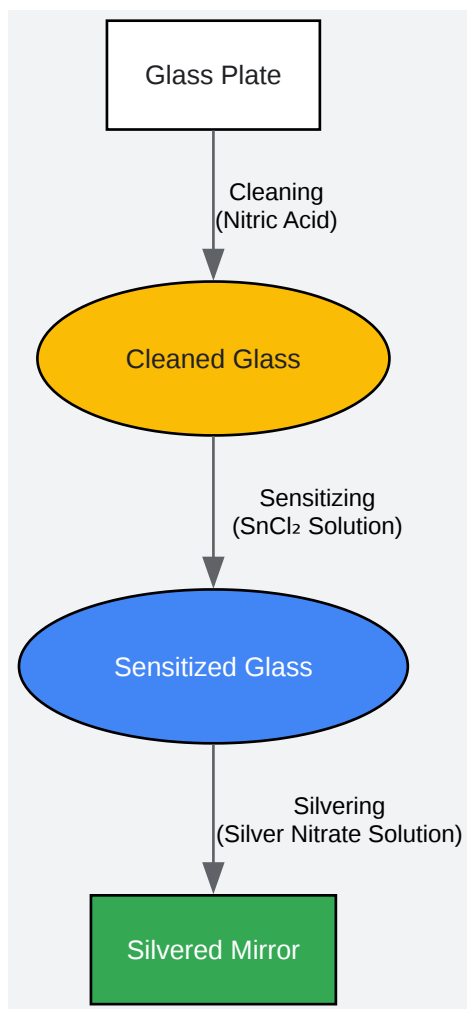 Glass Plate
Cleaning
(Nitric Acid)
Cleaned Glass
Sensitizing
(SnCl₂ Solution)
Sensitized Glass
Silvering
(Silver Nitrate Solution)
Silvered Mirror